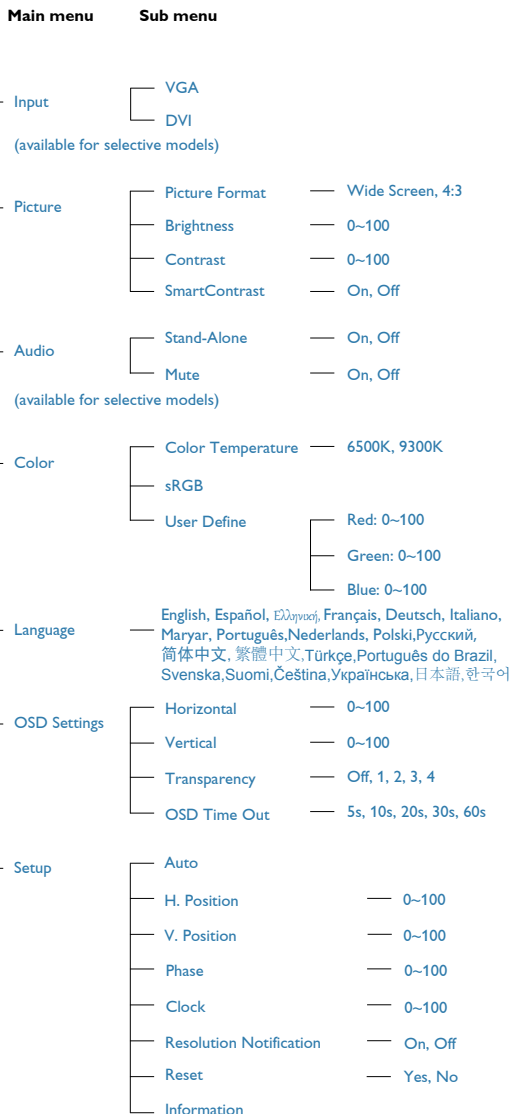 Main menu Sub menu
Input VGA
DVI
(available for selective models)
Picture Picture Format Wide Screen, 4:3
Brightness 0~100
Contrast 0~100
SmartContrast On, Off
Audio Stand-Alone On, Off
Mute On, Off
(available for selective models)
Color Color Temperature 6500K, 9300K
sRGB
User Define Red: 0~100
Green: 0~100
Blue: 0~100
Language English, Español, Ελληνική, Français, Deutsch, Italiano,
Maryar, Português,Nederlands, Polski,Русский,
简体中文, 繁體中文,Türkçe,Português do Brazil,
Svenska,Suomi,Čeština,Українська,日本語,한국어
OSD Settings Horizontal 0~100
Vertical 0~100
Transparency Off, 1, 2, 3, 4
OSD Time Out 5s, 10s, 20s, 30s, 60s
Setup Auto
H. Position 0~100
V. Position 0~100
Phase 0~100
Clock 0~100
Resolution Notification On, Off
Reset Yes, No
Information